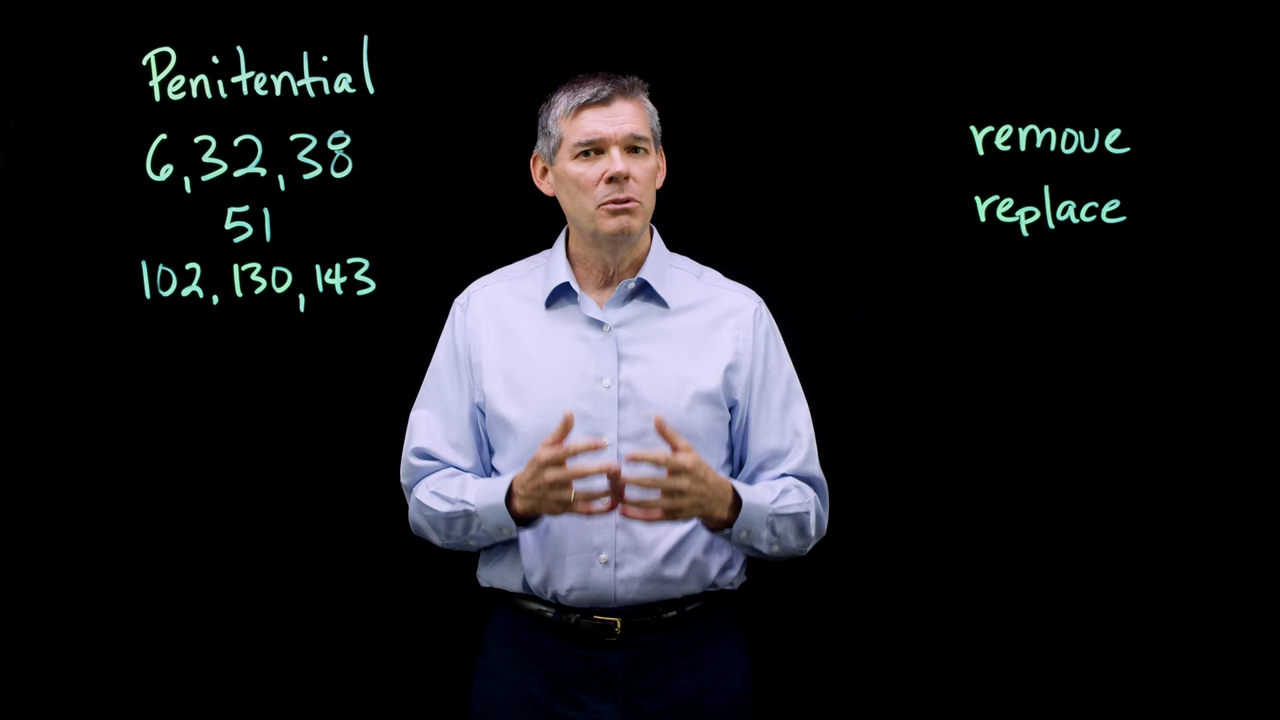 Penitential
6,32,38
51
102,130,143
remove
replace